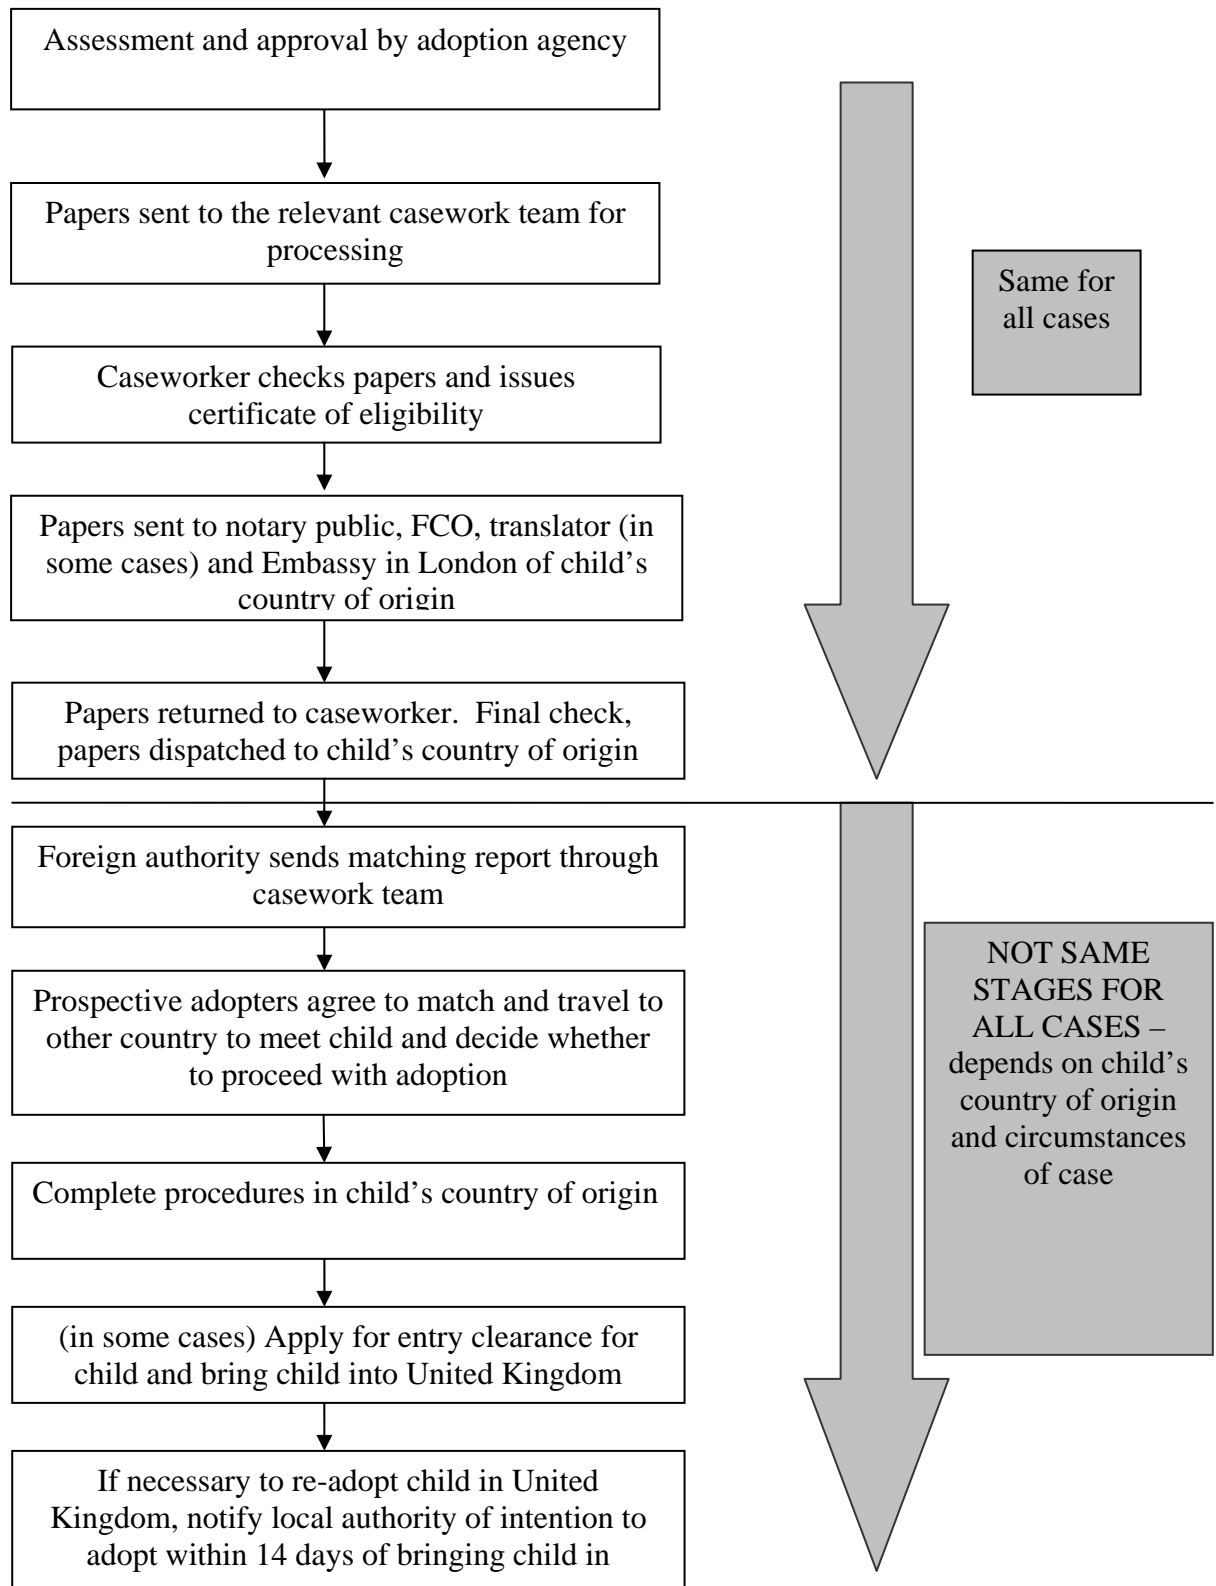 Assessment and approval by adoption agency
Papers sent to the relevant casework team for
processing
Same for
all cases
Caseworker checks papers and issues
certificate of eligibility
Papers sent to notary public, FCO, translator (in
some cases) and Embassy in London of child’s
country of origin
Papers returned to caseworker.  Final check,
papers dispatched to child’s country of origin
Foreign authority sends matching report through
casework team
Prospective adopters agree to match and travel to
other country to meet child and decide whether
to proceed with adoption
NOT SAME
STAGES FOR
ALL CASES –
depends on child’s
country of origin
and circumstances
of case
Complete procedures in child’s country of origin
(in some cases) Apply for entry clearance for
child and bring child into United Kingdom
If necessary to re-adopt child in United
Kingdom, notify local authority of intention to
adopt within 14 days of bringing child in